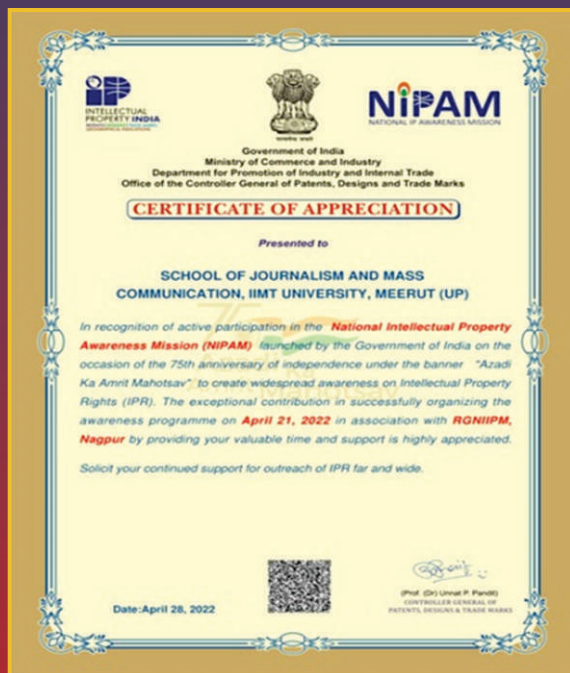 iP
INTELLECTUAL
PROPERTY INDIA
NiPAM
NATIONAL IP AWARENESS MISSION
Government of India
Ministry of Commerce and Industry
Department for Promotion of Industry and Internal Trade
Office of the Controller General of Patents, Designs and Trade Marks
CERTIFICATE OF APPRECIATION
Presented to
SCHOOL OF JOURNALISM AND MASS
COMMUNICATION, IIMT UNIVERSITY, MEERUT (UP)
In recognition of active participation in the National Intellectual Property
Awareness Mission (NIPAM) launched by the Government of India on the
occasion of the 75th anniversary of independence under the banner "Azadi
Ka Amrit Mahotsav" to create widespread awareness on Intellectual Property
Rights (IPR). The exceptional contribution in successfully organizing the
awareness programme on April 21, 2022 in association with RGNIIPM,
Nagpur by providing your valuable time and support is highly appreciated.
Solicit your continued support for outreach of IPR far and wide.
(Prof. (Dr) Unnat P. Pandit)
CONTROLLER GENERAL OF
PATENTS, DESIGNS & TRADE MARKS
Date:April 28, 2022